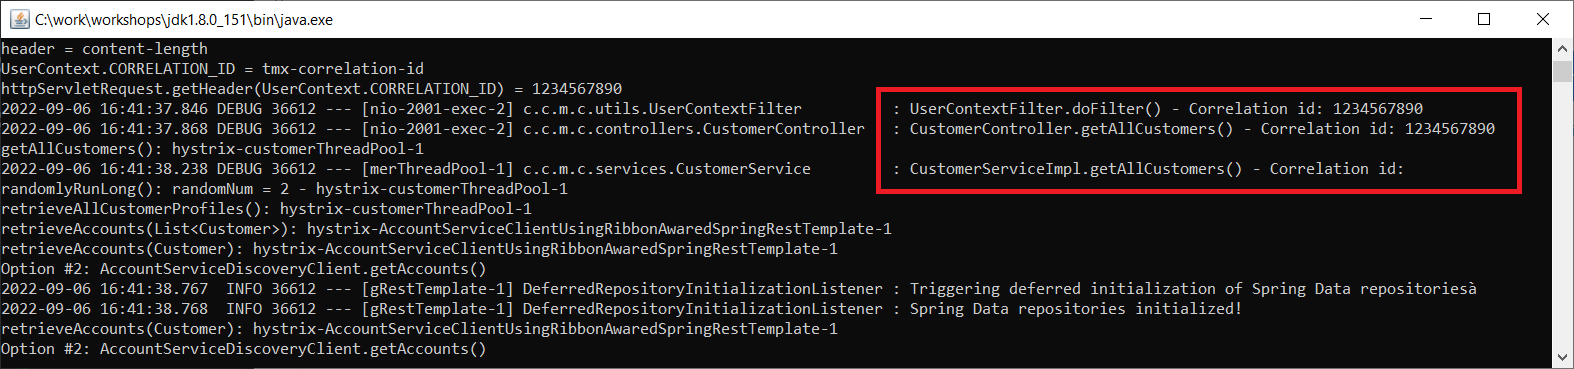 C:\work\workshops\jdk1.8.0_151\bin\java.exe
header = content-length
UserContext.CORRELATION_ID = tmx-correlation-id
httpServletRequest.getHeader(UserContext.CORRELATION_ID) = 1234567890
2022-09-06 16:41:37.846 DEBUG 36612 --- [nio-2001-exec-2] c.c.m.c.utils.UserContextFilter          : UserContextFilter.doFilter() - Correlation id: 1234567890
2022-09-06 16:41:37.868 DEBUG 36612 --- [nio-2001-exec-2] c.c.m.c.controllers.CustomerController   : CustomerController.getAllCustomers() - Correlation id: 1234567890
getAllCustomers(): hystrix-customerThreadPool-1
2022-09-06 16:41:38.238 DEBUG 36612 --- [merThreadPool-1] c.c.m.c.services.CustomerService         : CustomerServiceImpl.getAllCustomers() - Correlation id:
randomlyRunLong(): randomNum = 2 - hystrix-customerThreadPool-1
retrieveAllCustomerProfiles(): hystrix-customerThreadPool-1
retrieveAccounts(List<Customer>): hystrix-AccountServiceClientUsingRibbonAwaredSpringRestTemplate-1
retrieveAccounts(Customer): hystrix-AccountServiceClientUsingRibbonAwaredSpringRestTemplate-1
Option #2: AccountServiceDiscoveryClient.getAccounts()
2022-09-06 16:41:38.767  INFO 36612 --- [gRestTemplate-1] DeferredRepositoryInitializationListener : Triggering deferred initialization of Spring Data repositoriesà
2022-09-06 16:41:38.768  INFO 36612 --- [gRestTemplate-1] DeferredRepositoryInitializationListener : Spring Data repositories initialized!
retrieveAccounts(Customer): hystrix-AccountServiceClientUsingRibbonAwaredSpringRestTemplate-1
Option #2: AccountServiceDiscoveryClient.getAccounts()